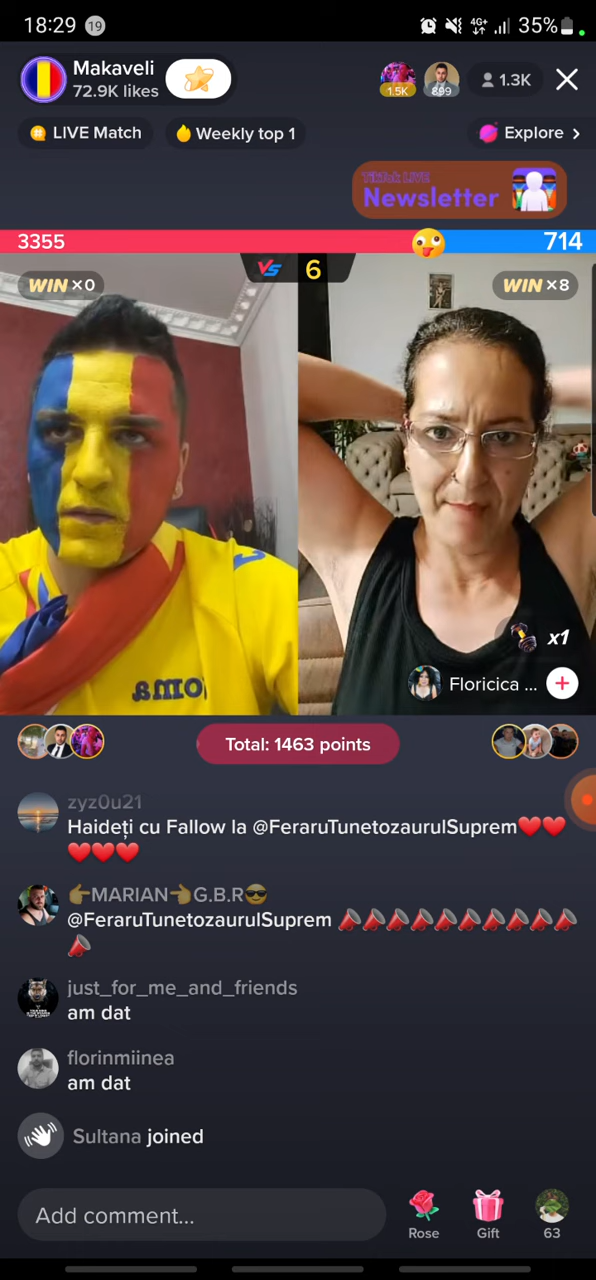 18:29 19 4G+ 35%
Makaveli
72.9K likes
1.5K 899 1.3K
LIVE Match Weekly top 1 Explore >
TikTok LIVE
Newsletter
3355 714
VS 6
WIN ×0 WIN ×8
x1
Floricica ...
Total: 1463 points
zyz0u21
Haideți cu Fallow la @FeraruTunetozaurulSuprem❤️❤️
❤️❤️❤️
👉MARIAN👈G.B.R😎
@FeraruTunetozaurulSuprem 📣📣📣📣📣📣📣📣📣📣
📣
just_for_me_and_friends
am dat
florinmiinea
am dat
Sultana joined
Add comment...
Rose Gift 63